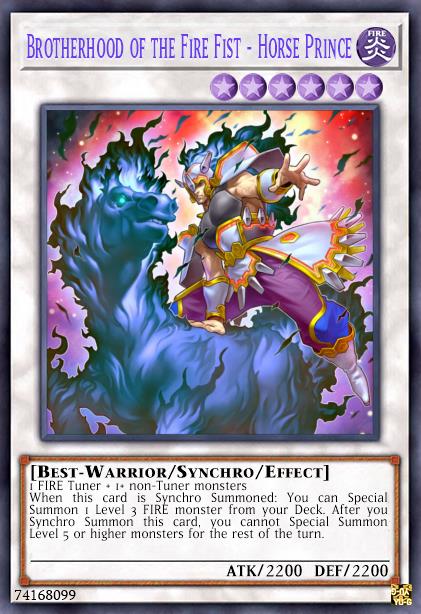 Brotherhood of the Fire Fist - Horse Prince
FIRE
炎
[Best-Warrior/Synchro/Effect]
1 FIRE Tuner + 1+ non-Tuner monsters
When this card is Synchro Summoned: You can Special
Summon 1 Level 3 FIRE monster from your Deck. After you
Synchro Summon this card, you cannot Special Summon
Level 5 or higher monsters for the rest of the turn.
ATK/2200 DEF/2200
74168099